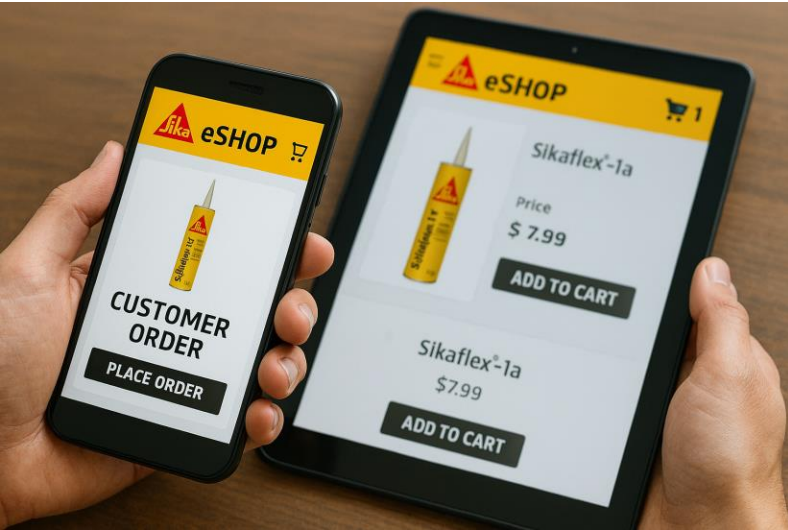 Sika eSHOP
Sika
CUSTOMER
ORDER
PLACE ORDER
Sika eSHOP 1
Sikaflex®-1a
Price
$ 7.99
ADD TO CART
Sikaflex®-1a
$7.99
ADD TO CART